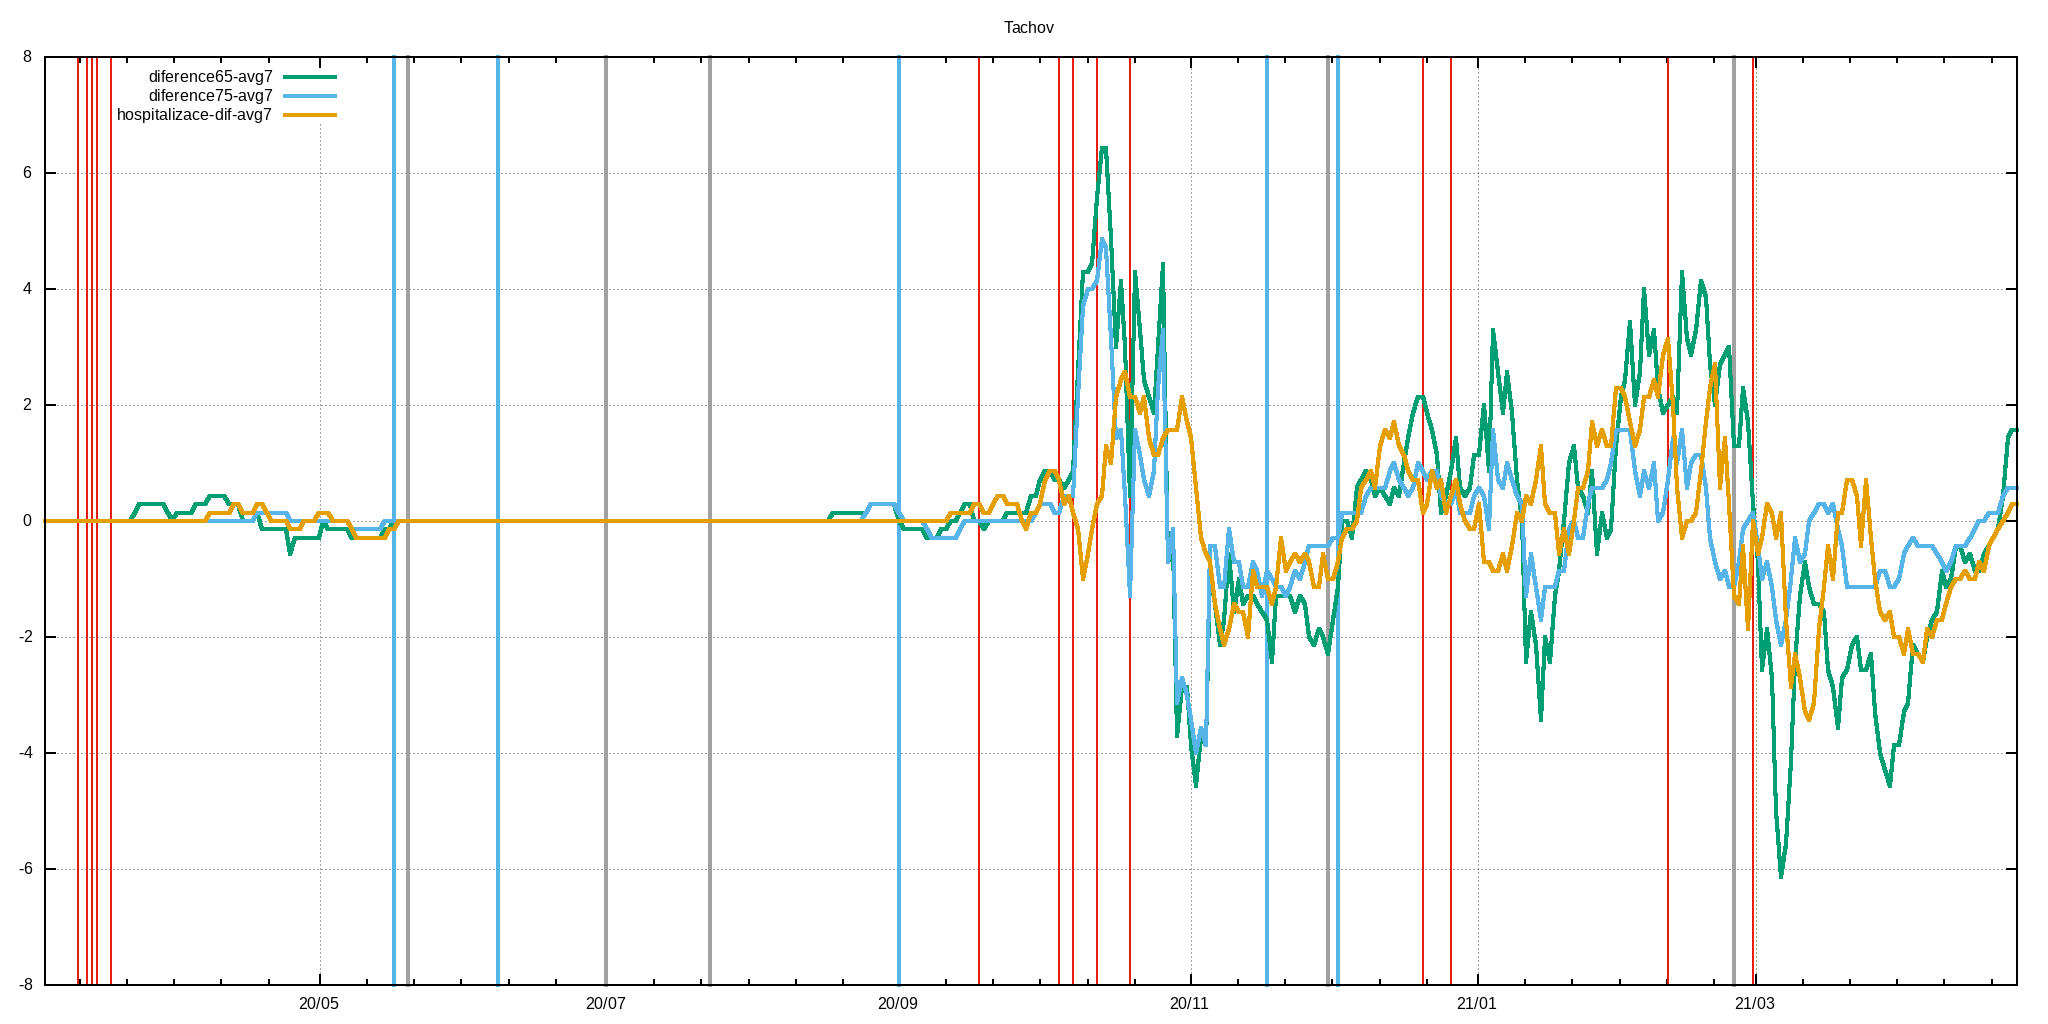 Tachov
8
diference65-avg7
diference75-avg7
hospitalizace-dif-avg7
6
4
2
0
-2
-4
-6
-8
20/05 20/07 20/09 20/11 21/01 21/03